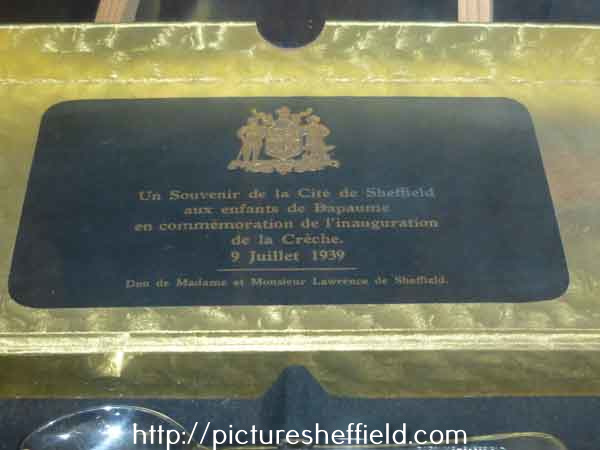 Un Souvenir de la Cité de Sheffield
aux enfants de Bapaume
en commémoration de l'inauguration
de la Crèche.
9 Juillet 1939
Don de Madame et Monsieur Lawrence de Sheffield.
http://picturesheffield.com